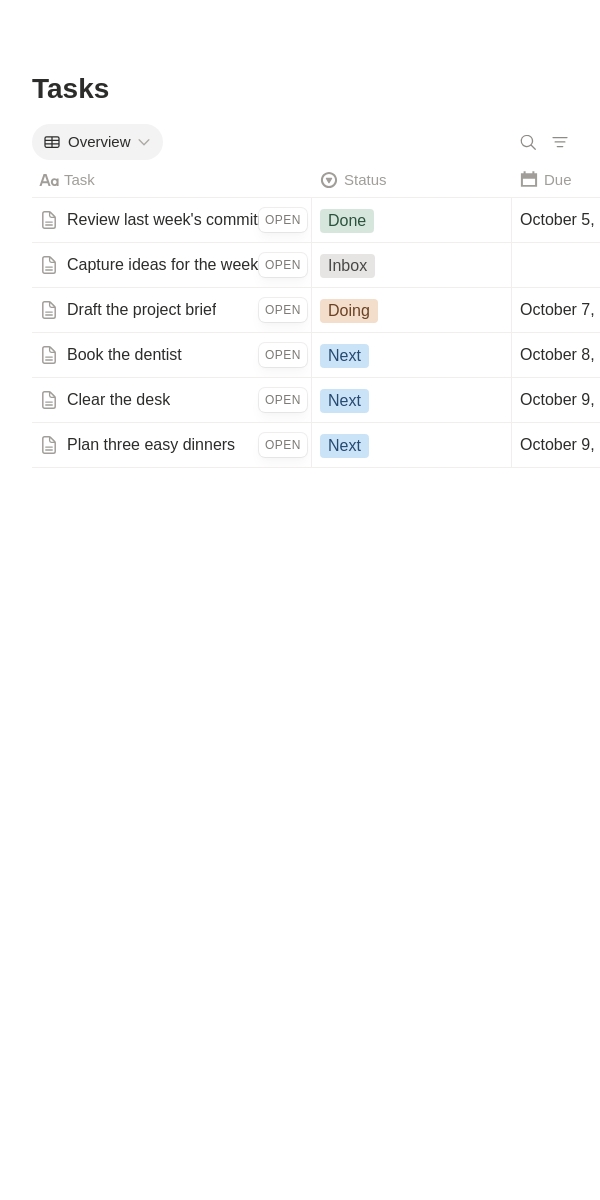 Tasks
Overview
Aa Task Status Due
Review last week's commit OPEN Done October 5,
Capture ideas for the week OPEN Inbox
Draft the project brief OPEN Doing October 7,
Book the dentist OPEN Next October 8,
Clear the desk OPEN Next October 9,
Plan three easy dinners OPEN Next October 9,